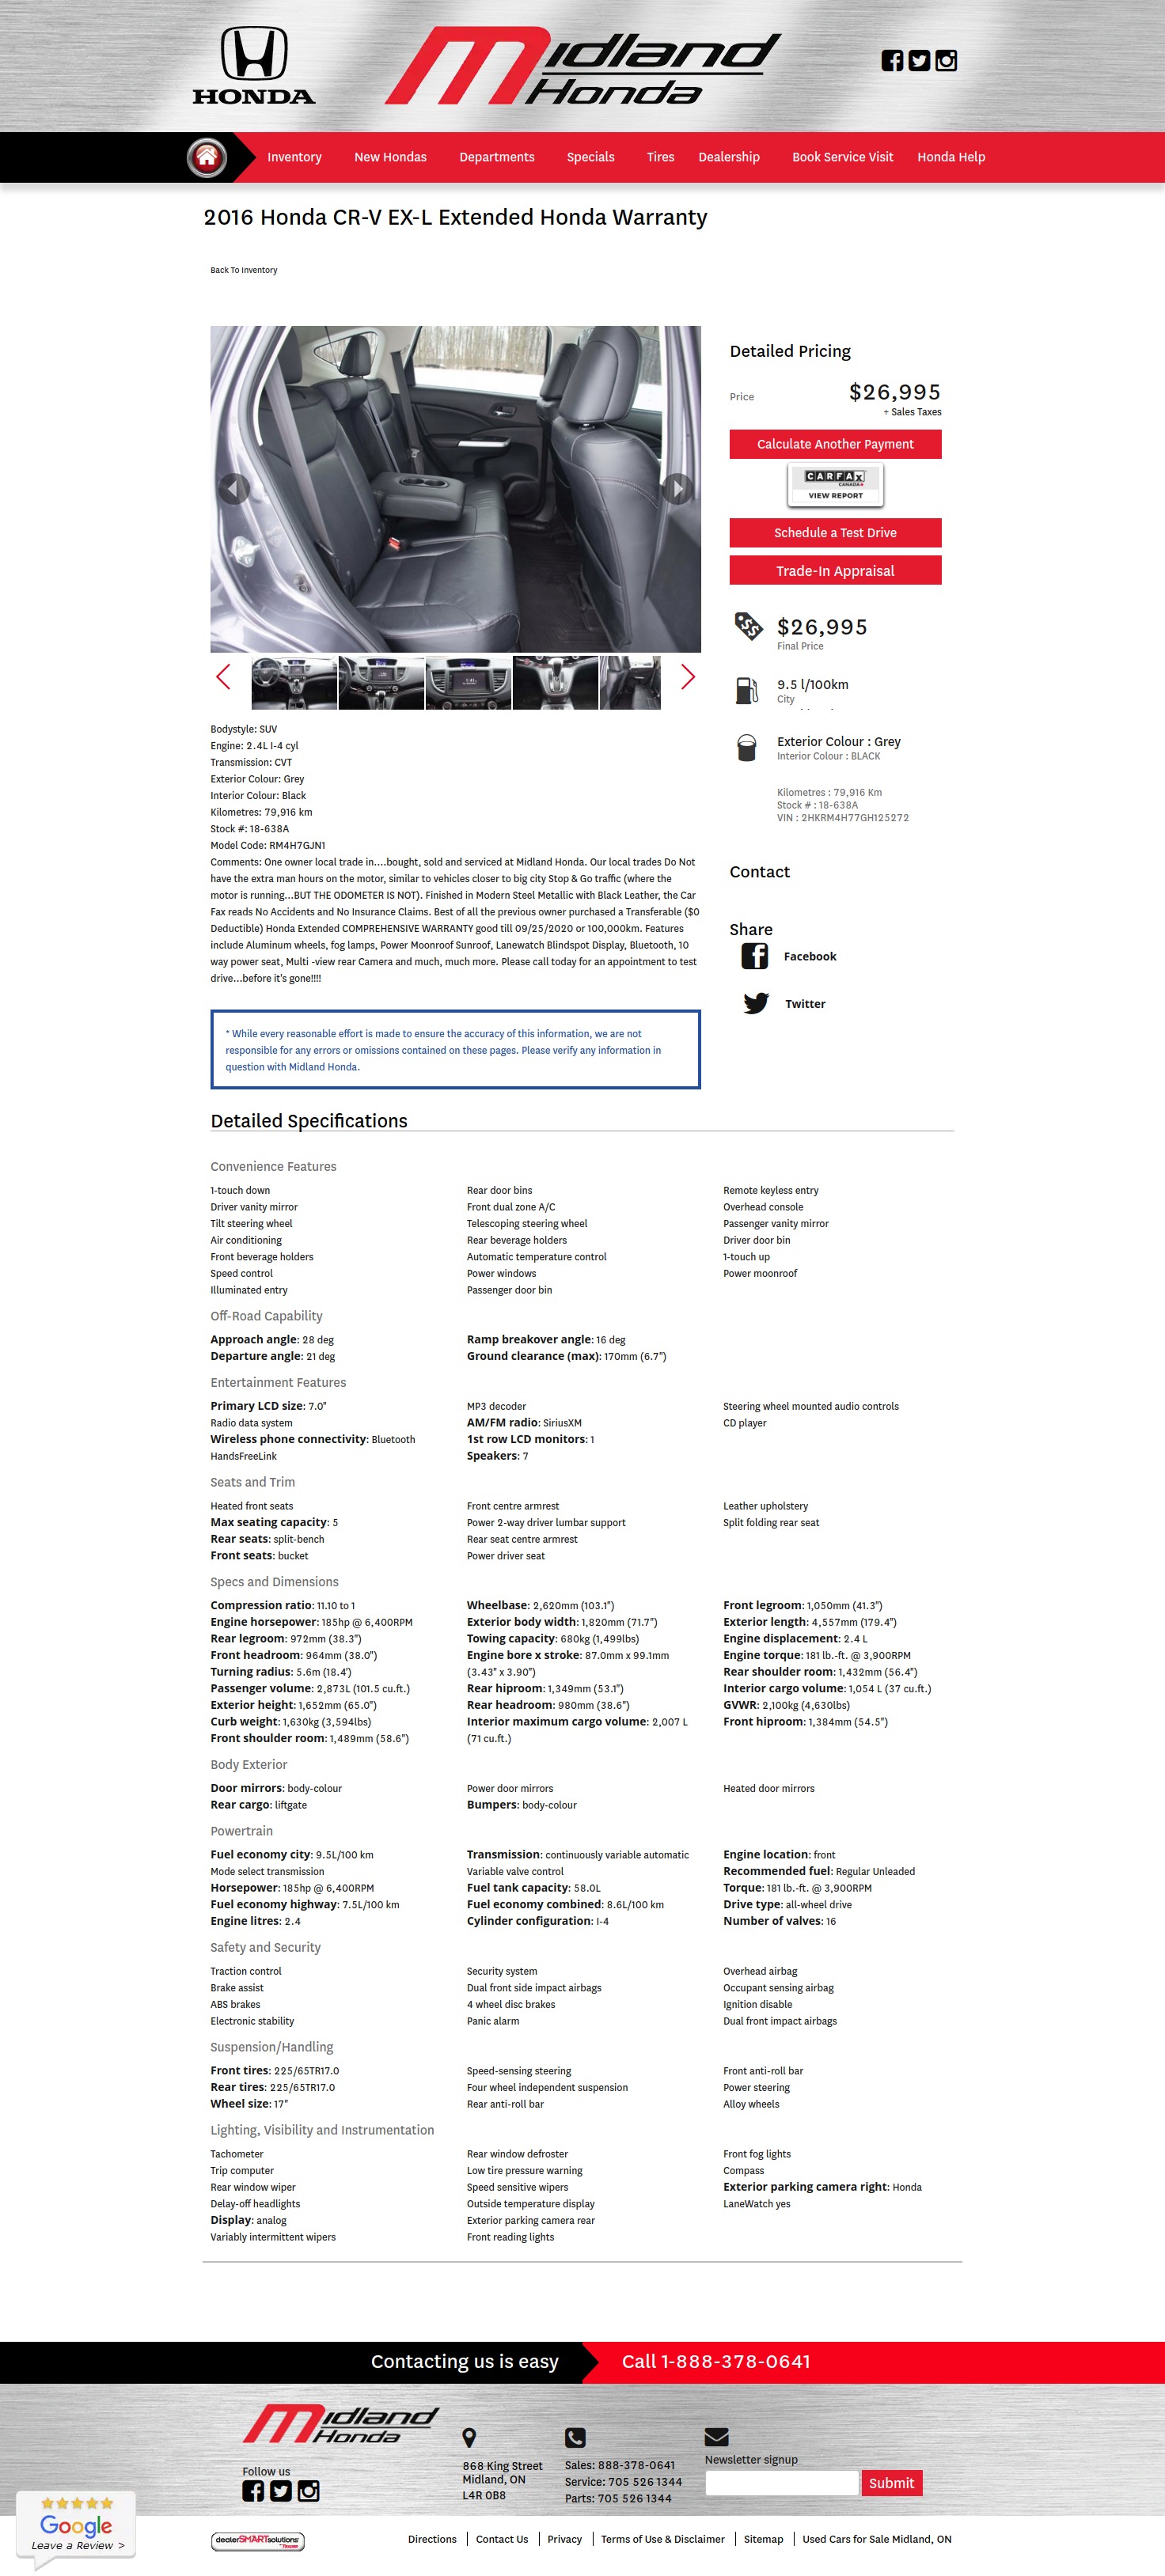 HONDA
Midland
Honda
Inventory New Hondas Departments Specials Tires Dealership Book Service Visit Honda Help
2016 Honda CR-V EX-L Extended Honda Warranty
Back To Inventory
Detailed Pricing
Price $26,995
+ Sales Taxes
Calculate Another Payment
CARFAX
CANADA
VIEW REPORT
Schedule a Test Drive
Trade-In Appraisal
$26,995
Final Price
9.5 l/100km
City
Exterior Colour : Grey
Interior Colour : BLACK
Kilometres : 79,916 Km
Stock # : 18-638A
VIN : 2HKRM4H77GH125272
Contact
Share
Facebook
Twitter
Bodystyle: SUV
Engine: 2.4L I-4 cyl
Transmission: CVT
Exterior Colour: Grey
Interior Colour: Black
Kilometres: 79,916 km
Stock #: 18-638A
Model Code: RM4H7GJN1
Comments: One owner local trade in....bought, sold and serviced at Midland Honda. Our local trades Do Not
have the extra man hours on the motor, similar to vehicles closer to big city Stop & Go traffic (where the
motor is running...BUT THE ODOMETER IS NOT). Finished in Modern Steel Metallic with Black Leather, the Car
Fax reads No Accidents and No Insurance Claims. Best of all the previous owner purchased a Transferable ($0
Deductible) Honda Extended COMPREHENSIVE WARRANTY good till 09/25/2020 or 100,000km. Features
include Aluminum wheels, fog lamps, Power Moonroof Sunroof, Lanewatch Blindspot Display, Bluetooth, 10
way power seat, Multi -view rear Camera and much, much more. Please call today for an appointment to test
drive...before it's gone!!!!
* While every reasonable effort is made to ensure the accuracy of this information, we are not
responsible for any errors or omissions contained on these pages. Please verify any information in
question with Midland Honda.
Detailed Specifications
Convenience Features
1-touch down Rear door bins Remote keyless entry
Driver vanity mirror Front dual zone A/C Overhead console
Tilt steering wheel Telescoping steering wheel Passenger vanity mirror
Air conditioning Rear beverage holders Driver door bin
Front beverage holders Automatic temperature control 1-touch up
Speed control Power windows Power moonroof
Illuminated entry Passenger door bin
Off-Road Capability
Approach angle: 28 deg Ramp breakover angle: 16 deg
Departure angle: 21 deg Ground clearance (max): 170mm (6.7")
Entertainment Features
Primary LCD size: 7.0" MP3 decoder Steering wheel mounted audio controls
Radio data system AM/FM radio: SiriusXM CD player
Wireless phone connectivity: Bluetooth 1st row LCD monitors: 1
HandsFreeLink Speakers: 7
Seats and Trim
Heated front seats Front centre armrest Leather upholstery
Max seating capacity: 5 Power 2-way driver lumbar support Split folding rear seat
Rear seats: split-bench Rear seat centre armrest
Front seats: bucket Power driver seat
Specs and Dimensions
Compression ratio: 11.10 to 1 Wheelbase: 2,620mm (103.1") Front legroom: 1,050mm (41.3")
Engine horsepower: 185hp @ 6,400RPM Exterior body width: 1,820mm (71.7") Exterior length: 4,557mm (179.4")
Rear legroom: 972mm (38.3") Towing capacity: 680kg (1,499lbs) Engine displacement: 2.4 L
Front headroom: 964mm (38.0") Engine bore x stroke: 87.0mm x 99.1mm Engine torque: 181 lb.-ft. @ 3,900RPM
Turning radius: 5.6m (18.4') (3.43" x 3.90") Rear shoulder room: 1,432mm (56.4")
Passenger volume: 2,873L (101.5 cu.ft.) Rear hiproom: 1,349mm (53.1") Interior cargo volume: 1,054 L (37 cu.ft.)
Exterior height: 1,652mm (65.0") Rear headroom: 980mm (38.6") GVWR: 2,100kg (4,630lbs)
Curb weight: 1,630kg (3,594lbs) Interior maximum cargo volume: 2,007 L Front hiproom: 1,384mm (54.5")
Front shoulder room: 1,489mm (58.6") (71 cu.ft.)
Body Exterior
Door mirrors: body-colour Power door mirrors Heated door mirrors
Rear cargo: liftgate Bumpers: body-colour
Powertrain
Fuel economy city: 9.5L/100 km Transmission: continuously variable automatic Engine location: front
Mode select transmission Variable valve control Recommended fuel: Regular Unleaded
Horsepower: 185hp @ 6,400RPM Fuel tank capacity: 58.0L Torque: 181 lb.-ft. @ 3,900RPM
Fuel economy highway: 7.5L/100 km Fuel economy combined: 8.6L/100 km Drive type: all-wheel drive
Engine litres: 2.4 Cylinder configuration: I-4 Number of valves: 16
Safety and Security
Traction control Security system Overhead airbag
Brake assist Dual front side impact airbags Occupant sensing airbag
ABS brakes 4 wheel disc brakes Ignition disable
Electronic stability Panic alarm Dual front impact airbags
Suspension/Handling
Front tires: 225/65TR17.0 Speed-sensing steering Front anti-roll bar
Rear tires: 225/65TR17.0 Four wheel independent suspension Power steering
Wheel size: 17" Rear anti-roll bar Alloy wheels
Lighting, Visibility and Instrumentation
Tachometer Rear window defroster Front fog lights
Trip computer Low tire pressure warning Compass
Rear window wiper Speed sensitive wipers Exterior parking camera right: Honda
Delay-off headlights Outside temperature display LaneWatch yes
Display: analog Exterior parking camera rear
Variably intermittent wipers Front reading lights
Contacting us is easy Call 1-888-378-0641
Midland
Honda
Follow us
868 King Street
Midland, ON
L4R 0B8
Sales: 888-378-0641
Service: 705 526 1344
Parts: 705 526 1344
Newsletter signup
Submit
Google
Leave a Review >
dealerSMARTsolutions
Directions Contact Us Privacy Terms of Use & Disclaimer Sitemap Used Cars for Sale Midland, ON